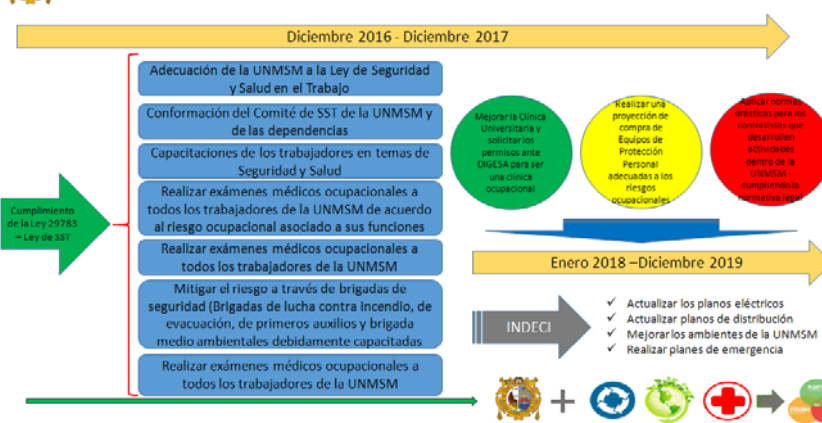 Diciembre 2016 - Diciembre 2017
Adecuación de la UNMSM a la Ley de Seguridad
y Salud en el Trabajo
Conformación del Comité de SST de la UNMSM y
de las dependencias
Capacitaciones de los trabajadores en temas de
Seguridad y Salud
Realizar exámenes médicos ocupacionales a
todos los trabajadores de la UNMSM de acuerdo
al riesgo ocupacional asociado a sus funciones
Realizar exámenes médicos ocupacionales a
todos los trabajadores de la UNMSM
Mitigar el riesgo a través de brigadas de
seguridad (Brigadas de lucha contra incendio, de
evacuación, de primeros auxilios y brigada
medio ambientales debidamente capacitadas
Realizar exámenes médicos ocupacionales a
todos los trabajadores de la UNMSM
Cumplimiento
de la Ley 29783
– Ley de SST
Mejorar la Clínica
Universitaria y
solicitar los
permisos ante
DIGESA para ser
una clínica
ocupacional
Realizar una
proyección de
compra de
Equipos de
Protección
Personal
adecuadas a los
riesgos
ocupacionales
Aplicar normas
drásticas para los
contratistas que
desarrollen
actividades
dentro de la
UNMSM -
cumpliendo la
normativa legal
Enero 2018 –Diciembre 2019
INDECI
✓ Actualizar los planos eléctricos
✓ Actualizar planos de distribución
✓ Mejorar los ambientes de la UNMSM
✓ Realizar planes de emergencia